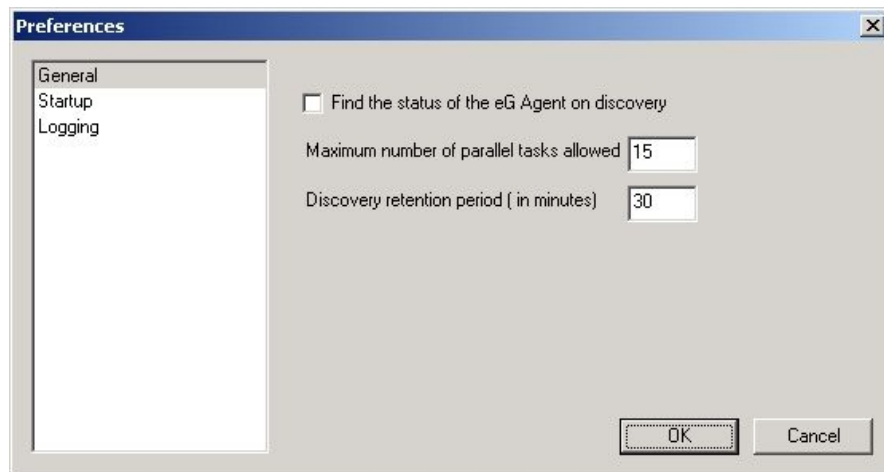 Preferences
General
Startup
Logging
Find the status of the eG Agent on discovery
Maximum number of parallel tasks allowed 15
Discovery retention period ( in minutes) 30
OK Cancel